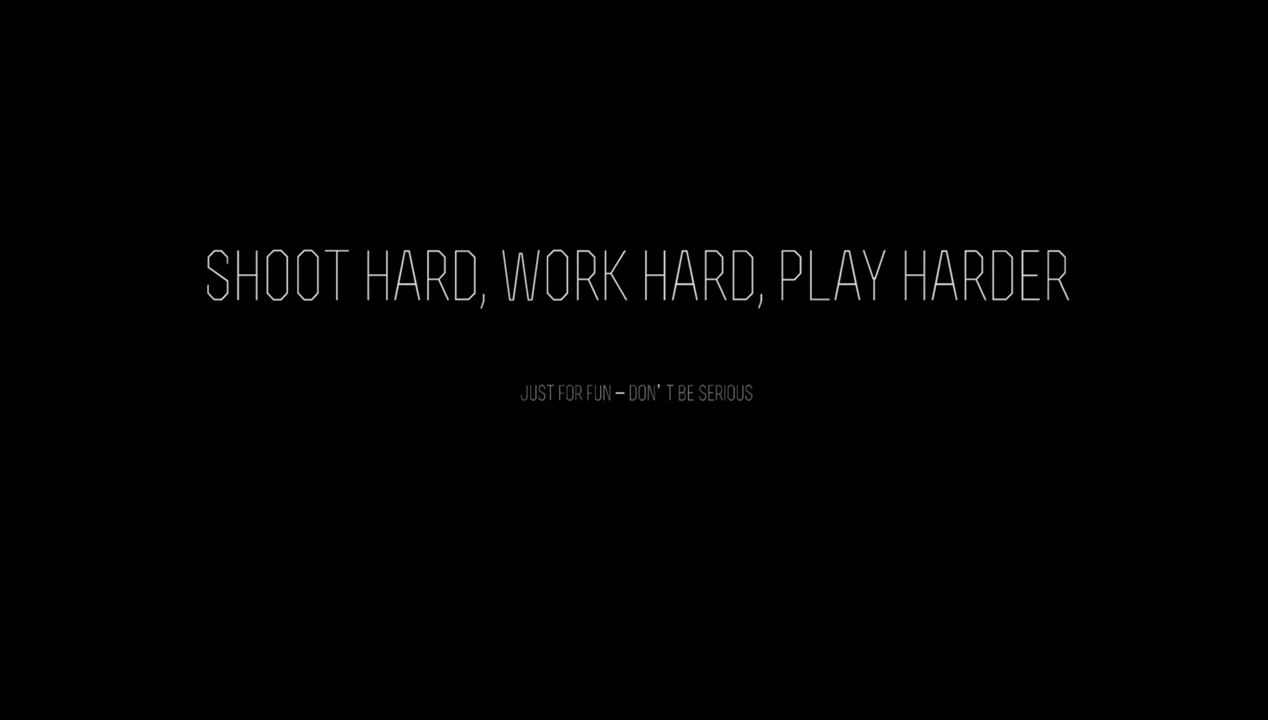 SHOOT HARD, WORK HARD, PLAY HARDER
JUST FOR FUN – DON’T BE SERIOUS